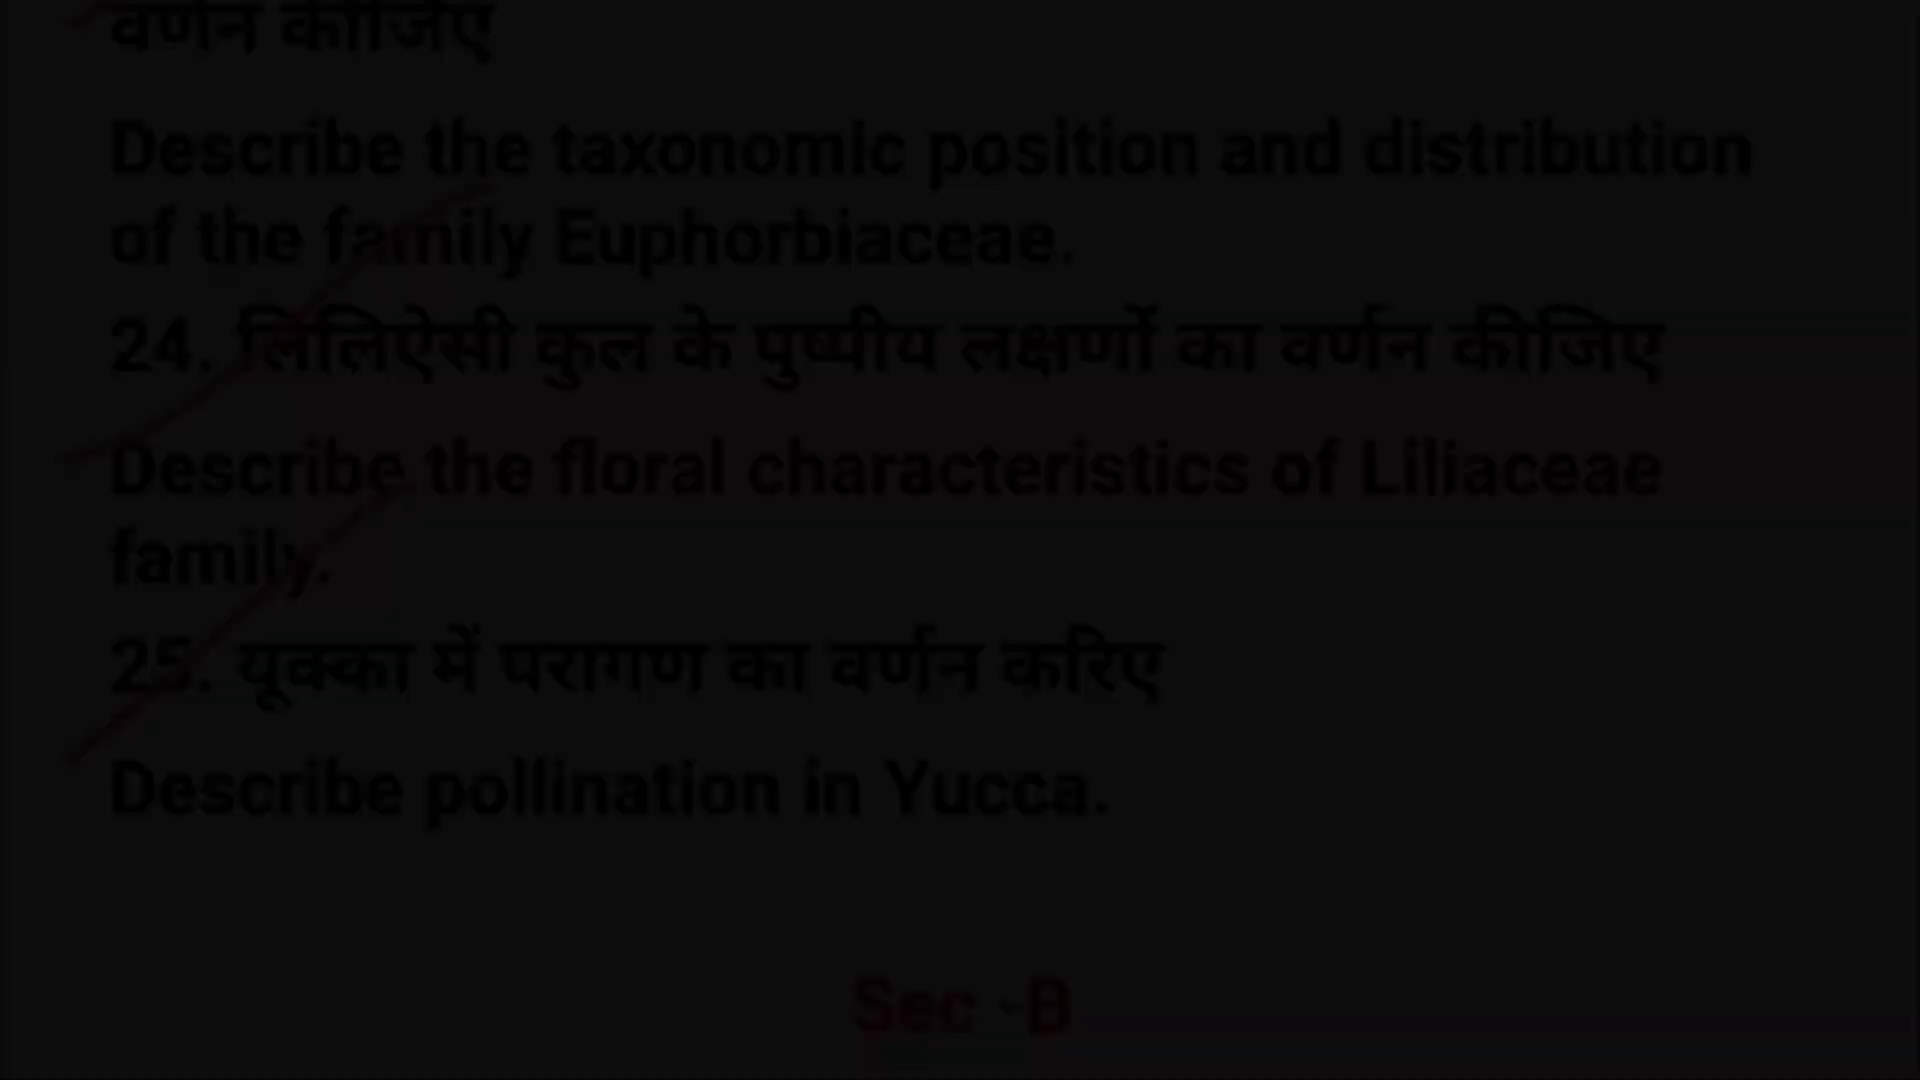 वर्णन कीजिए
Describe the taxonomic position and distribution
of the family Euphorbiaceae.
24. लिलिऐसी कुल के पुष्पीय लक्षणों का वर्णन कीजिए
Describe the floral characteristics of Liliaceae
family.
25. यूक्का में परागण का वर्णन करिए
Describe pollination in Yucca.
Sec -B